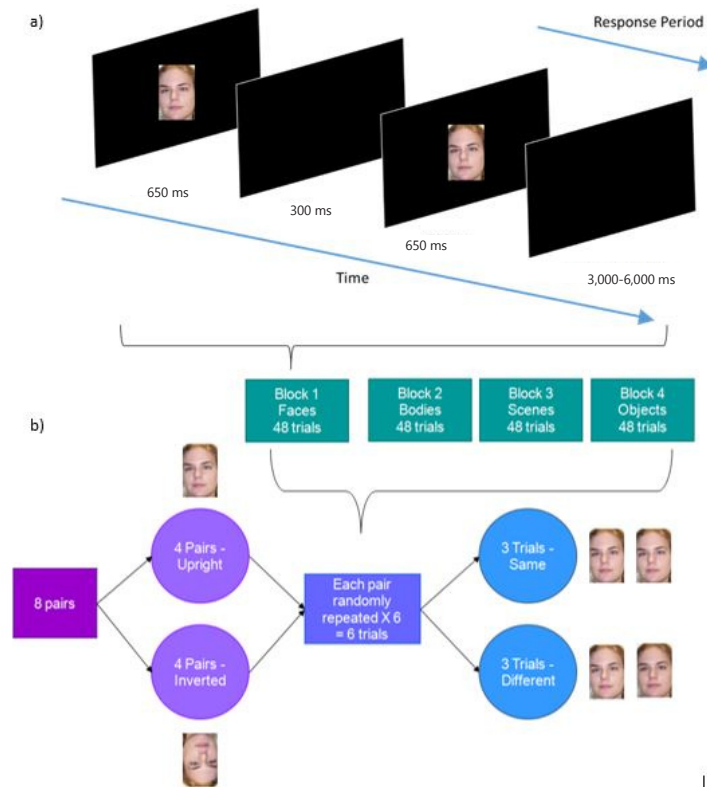 a)
Response Period
650 ms
300 ms
650 ms
3,000-6,000 ms
Time
Block 1
Faces
48 trials
Block 2
Bodies
48 trials
Block 3
Scenes
48 trials
Block 4
Objects
48 trials
b)
8 pairs
4 Pairs -
Upright
4 Pairs -
Inverted
Each pair
randomly
repeated X 6
= 6 trials
3 Trials -
Same
3 Trials -
Different
I